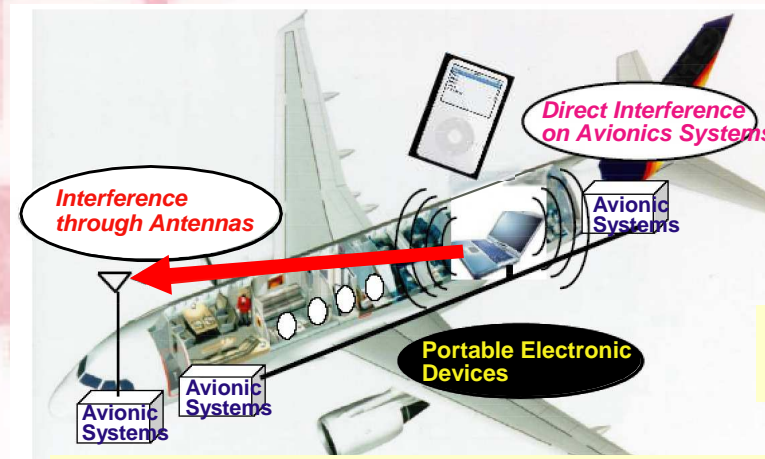 Direct Interference
on Avionics Systems
Interference
through Antennas
Avionic
Systems
Portable Electronic
Devices
Avionic
Systems
Avionic
Systems